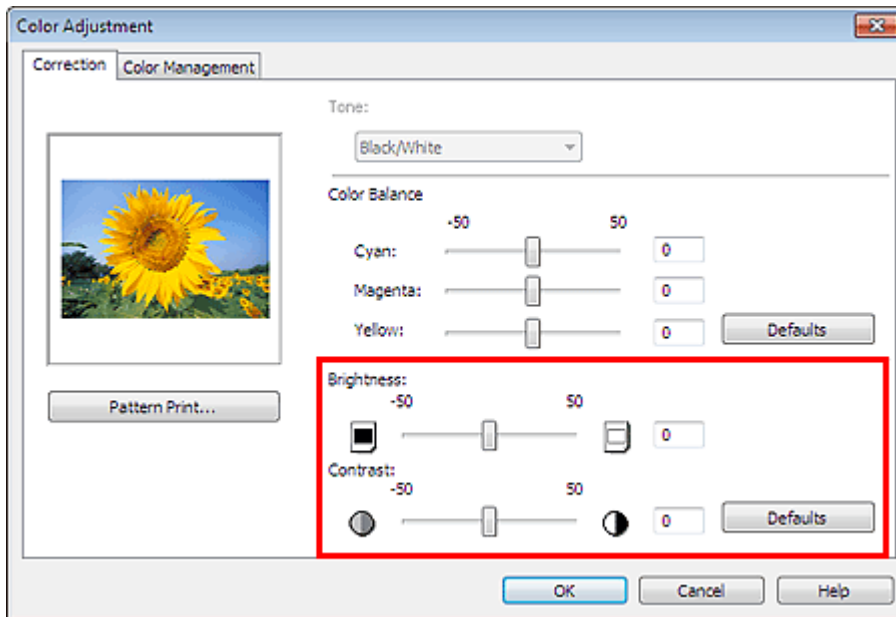 Color Adjustment
Correction
Color Management
Tone:
Black/White
Color Balance
-50 50
Cyan: 0
Magenta: 0
Yellow: 0 Defaults
Pattern Print...
Brightness:
-50 50
0
Contrast:
-50 50
0 Defaults
OK Cancel Help